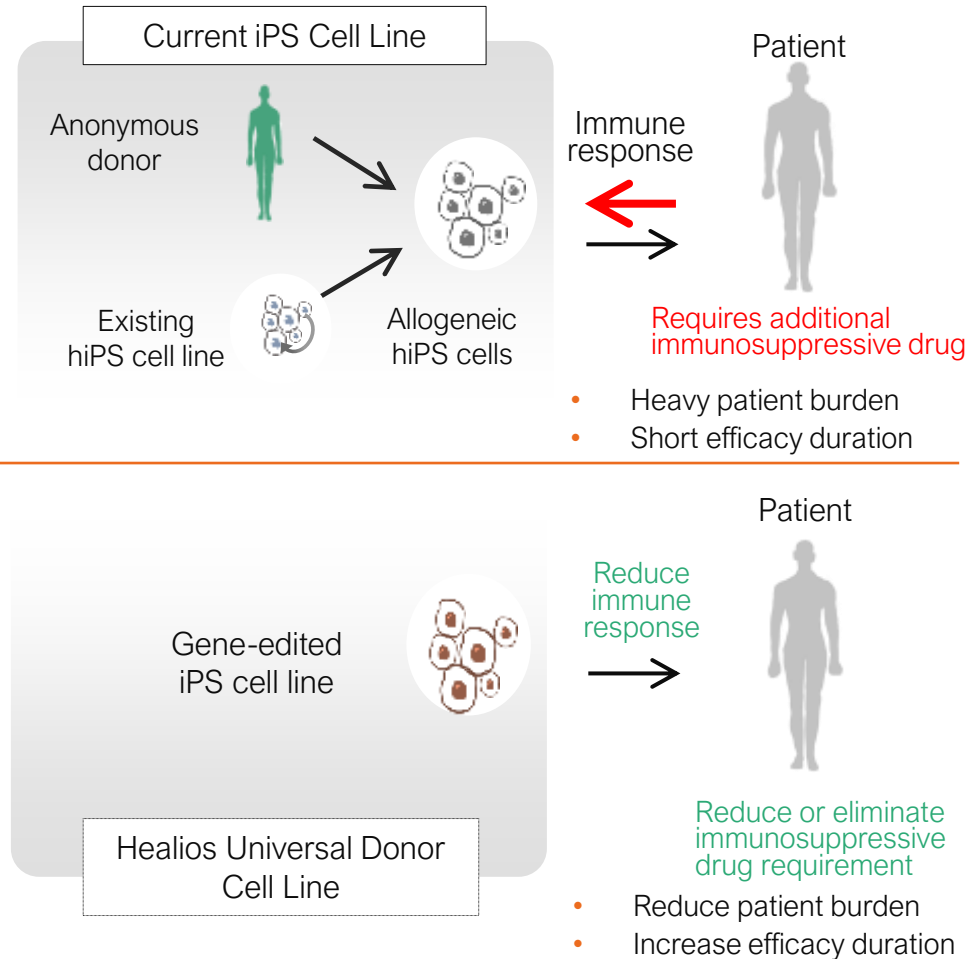 Current iPS Cell Line
Patient
Anonymous
donor
Immune
response
Existing
hiPS cell line
Allogeneic
hiPS cells
Requires additional
immunosuppressive drug
• Heavy patient burden
• Short efficacy duration
Patient
Reduce
immune
response
Gene-edited
iPS cell line
Reduce or eliminate
immunosuppressive
drug requirement
Healios Universal Donor
Cell Line
• Reduce patient burden
• Increase efficacy duration